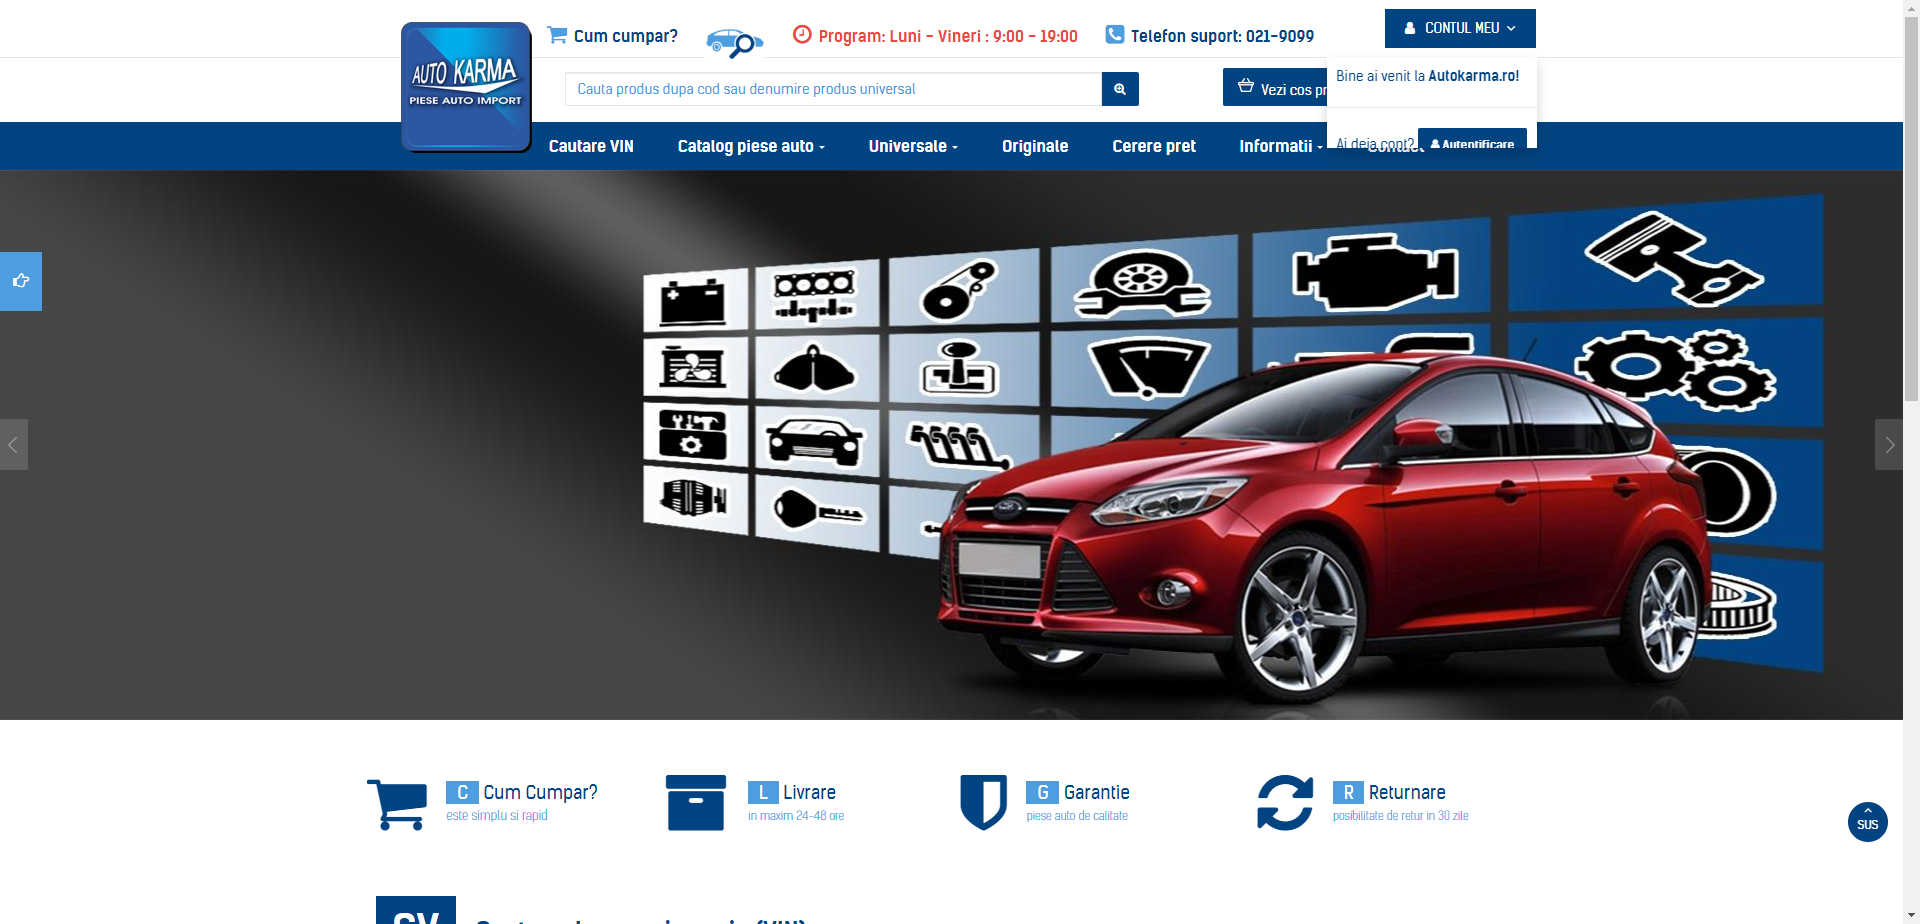 AUTO KARMA
PIESE AUTO IMPORT
Cum cumpar?
Program: Luni - Vineri : 9:00 - 19:00
Telefon suport: 021-9099
CONTUL MEU
Cauta produs dupa cod sau denumire produs universal
Vezi cos pr
Bine ai venit la Autokarma.ro!
Ai deja cont?
Autentificare
Cautare VIN
Catalog piese auto
Universale
Originale
Cerere pret
Informatii
Contact
C Cum Cumpar?
este simplu si rapid
L Livrare
in maxim 24-48 ore
G Garantie
piese auto de calitate
R Returnare
posibilitate de retur in 30 zile
SUS
CV